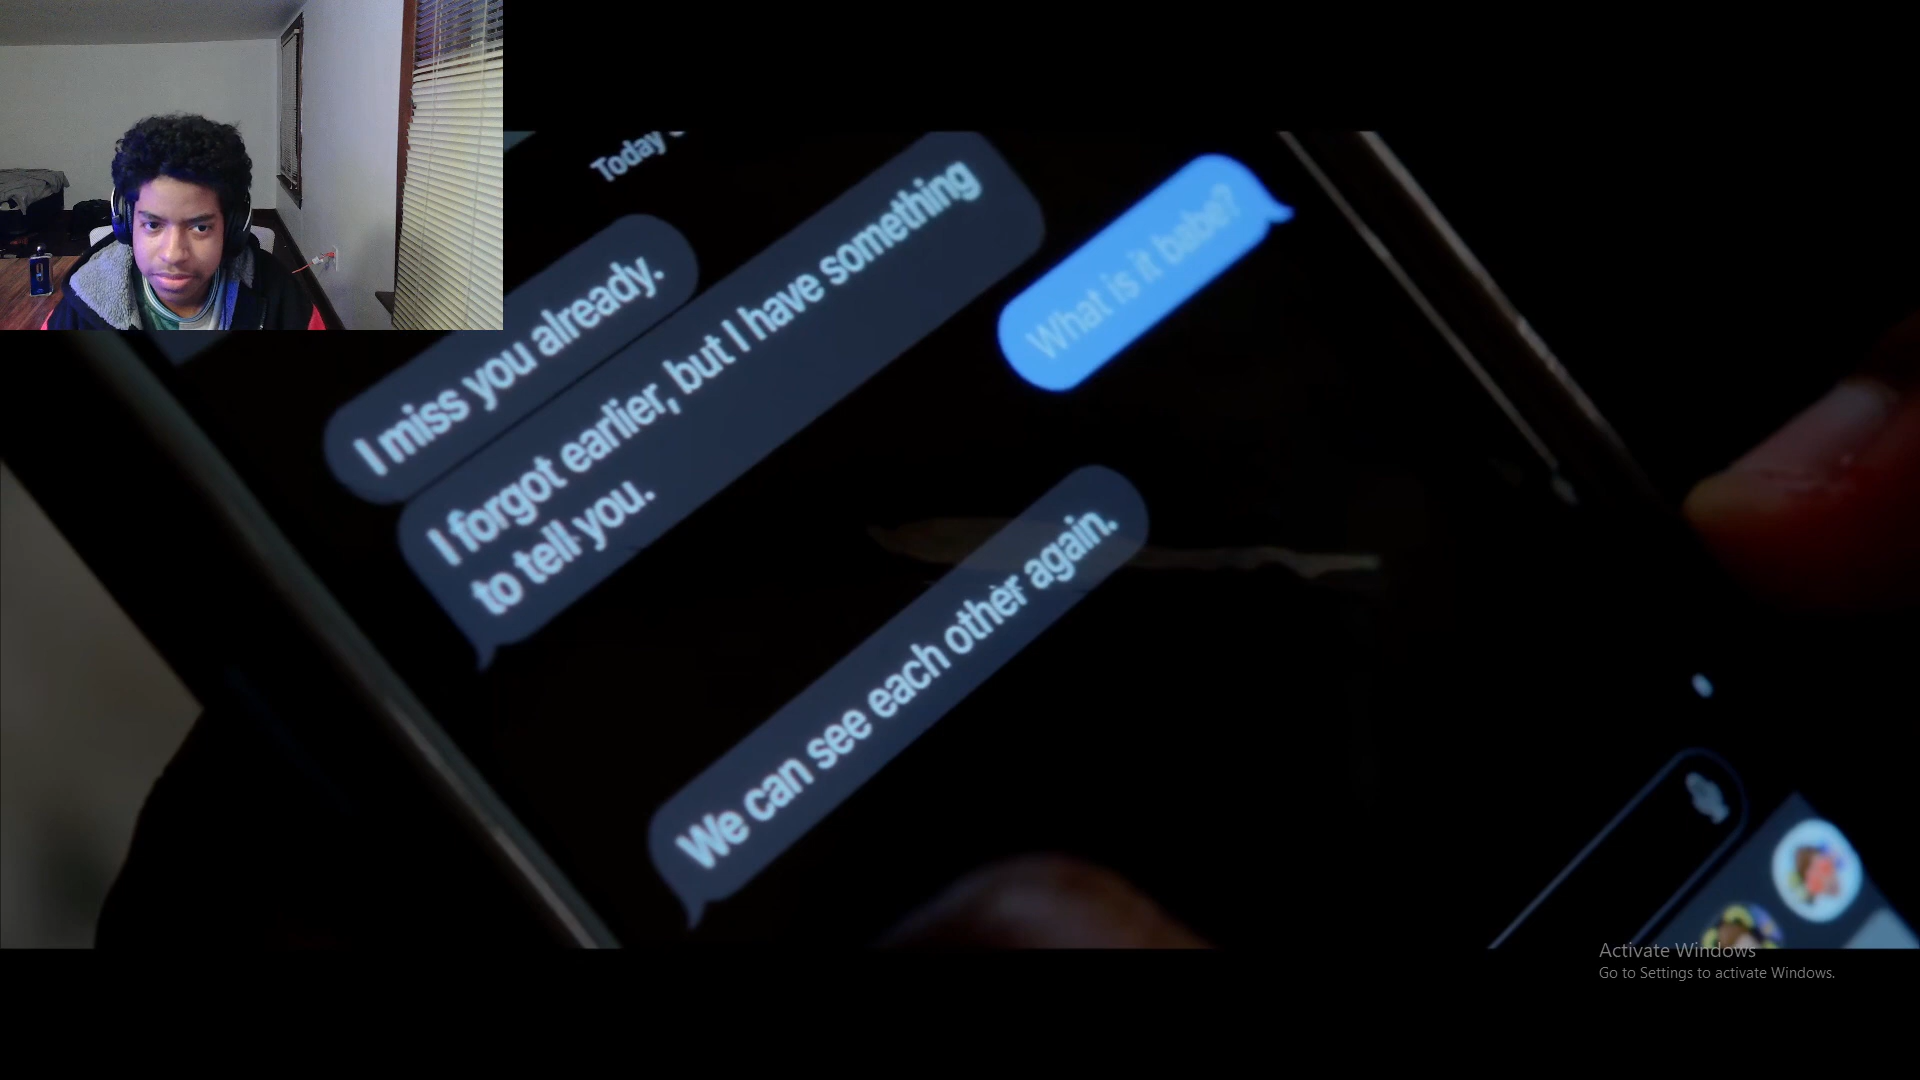 Today
I miss you already.
I forgot earlier, but I have something
to tell you.
What is it babe?
We can see each other again.
Activate Windows
Go to Settings to activate Windows.